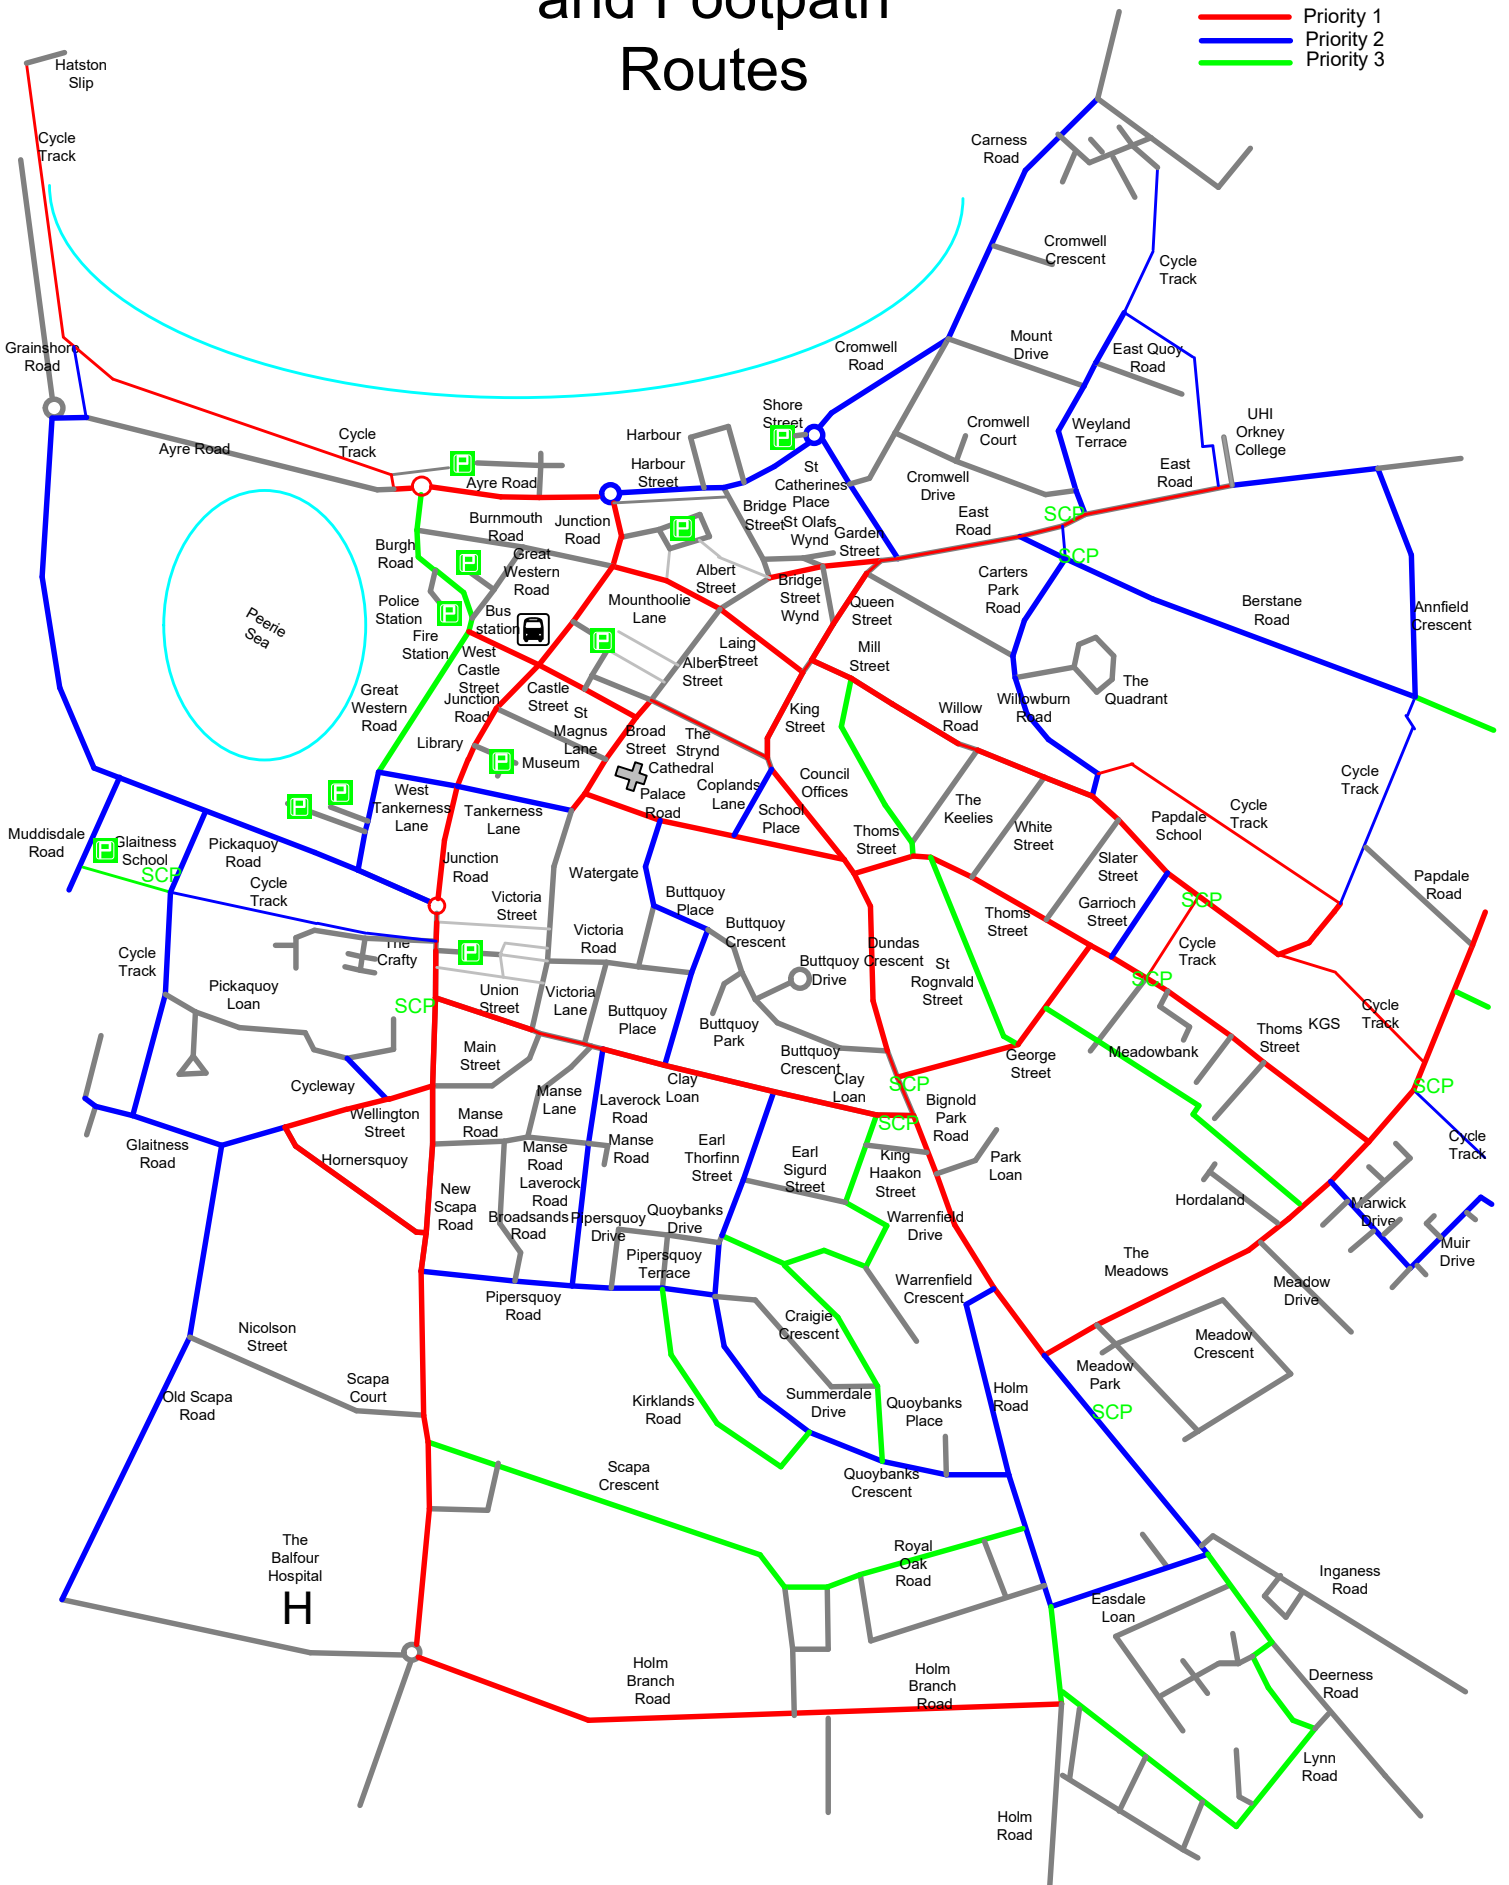 and Footpath
Routes
Priority 1
Priority 2
Priority 3
Hatston
Slip
Cycle
Track
Carness
Road
Cromwell
Crescent
Cycle
Track
Grainshore
Road
Cromwell
Road
Mount
Drive
East Quoy
Road
Shore
Street
Harbour
Cromwell
Court
Weyland
Terrace
UHI
Orkney
College
Ayre Road
Cycle
Track
P
P
Ayre Road
Harbour
Street
St
Catherines
Place
Cromwell
Drive
East
Road
Burnmouth
Road
Junction
Road
P
Bridge
Street
St Olafs
Wynd
Garden
Street
East
Road
SCP
SCP
Burgh
Road
P
Great
Western
Road
Albert
Street
Bridge
Street
Wynd
Carters
Park
Road
Police
Station
P
Fire
Station
Bus
station
Mounthoolie
Lane
Queen
Street
Berstane
Road
Annfield
Crescent
Peerie
Sea
West
Castle
Street
P
Laing
Street
Albert
Street
Mill
Street
The
Quadrant
Great
Western
Road
Junction
Road
Castle
Street
St
Magnus
Lane
King
Street
Willow
Road
Willowburn
Road
Library
P
Museum
Broad
Street
The
Strynd
Cathedral
Palace
Road
Coplands
Lane
School
Place
Council
Offices
Cycle
Track
P
P
West
Tankerness
Lane
Tankerness
Lane
The
Keelies
White
Street
Papdale
School
Cycle
Track
Muddisdale
Road
P
Glaitness
School
SCP
Pickaquoy
Road
Cycle
Track
Junction
Road
Watergate
Thoms
Street
Slater
Street
Papdale
Road
Victoria
Street
Buttquoy
Place
Garrioch
Street
SCP
Thoms
Street
Cycle
Track
The
Crafty
P
Victoria
Road
Buttquoy
Crescent
Buttquoy
Drive
Dundas
Crescent
St
Rognvald
Street
SCP
Cycle
Track
Pickaquoy
Loan
SCP
Union
Street
Victoria
Lane
Buttquoy
Place
Buttquoy
Park
Cycle
Track
Thoms
Street
KGS
Cycleway
Main
Street
Manse
Lane
Laverock
Road
Clay
Loan
Buttquoy
Crescent
Clay
Loan
SCP
George
Street
Meadowbank
SCP
Wellington
Street
Manse
Road
SCP
Bignold
Park
Road
Glaitness
Road
Hornersquoy
Manse
Road
Manse
Road
Earl
Thorfinn
Street
Earl
Sigurd
Street
King
Haakon
Street
Park
Loan
Cycle
Track
New
Scapa
Road
Laverock
Road
Hordaland
Marwick
Drive
Broadsands
Road
Pipersquoy
Drive
Quoybanks
Drive
Warrenfield
Drive
Muir
Drive
Pipersquoy
Terrace
The
Meadows
Pipersquoy
Road
Warrenfield
Crescent
Meadow
Drive
Nicolson
Street
Craigie
Crescent
Meadow
Crescent
Old Scapa
Road
Scapa
Court
Kirklands
Road
Summerdale
Drive
Quoybanks
Place
Holm
Road
Meadow
Park
SCP
Scapa
Crescent
Quoybanks
Crescent
The
Balfour
Hospital
H
Royal
Oak
Road
Easdale
Loan
Inganess
Road
Holm
Branch
Road
Holm
Branch
Road
Deerness
Road
Lynn
Road
Holm
Road